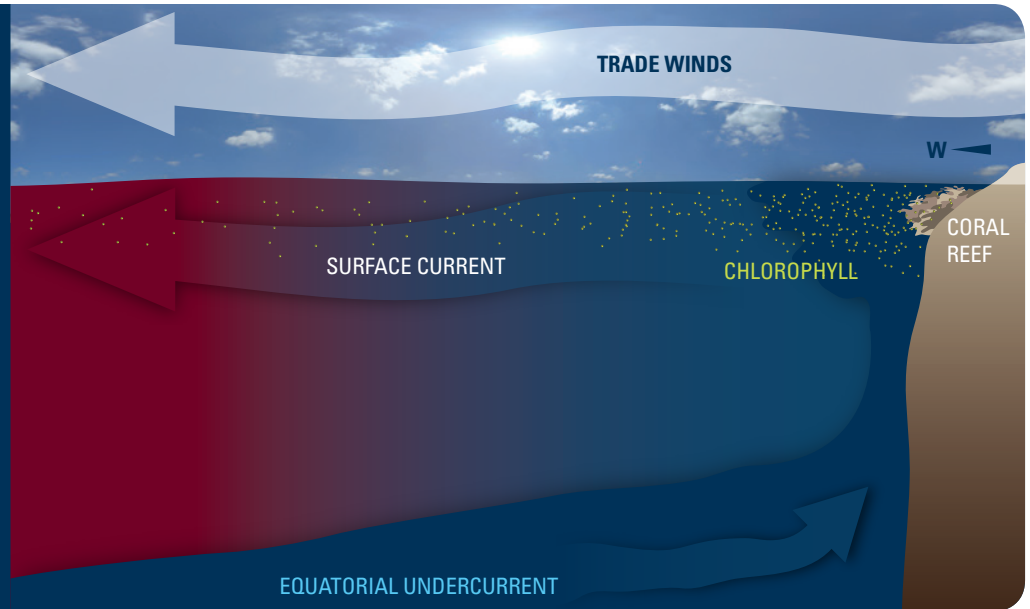 TRADE WINDS
W
CORAL
REEF
SURFACE CURRENT
CHLOROPHYLL
EQUATORIAL UNDERCURRENT